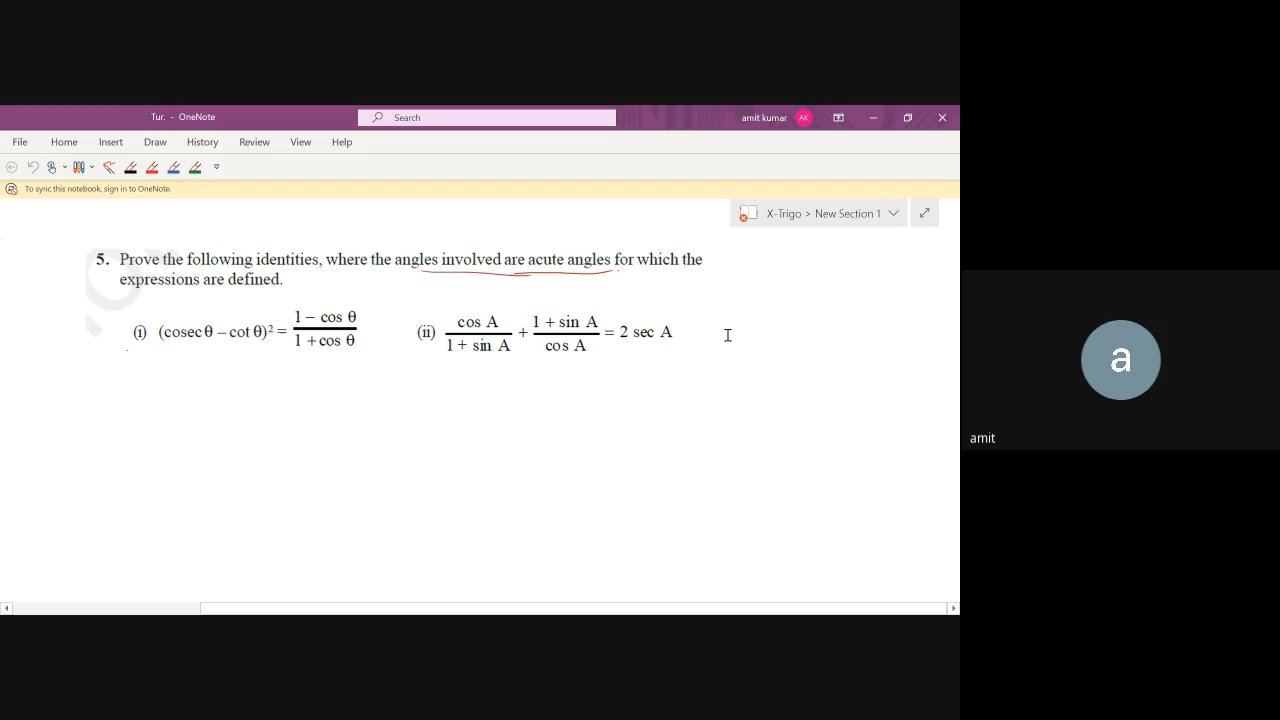 Tur. - OneNote
Search
amit kumar AK
File Home Insert Draw History Review View Help
To sync this notebook, sign in to OneNote.
X-Trigo > New Section 1
5. Prove the following identities, where the angles involved are acute angles for which the
expressions are defined.
(i) (cosec θ – cot θ)² = (1 – cos θ)/(1 + cos θ) (ii) cos A/(1 + sin A) + (1 + sin A)/cos A = 2 sec A
a
amit